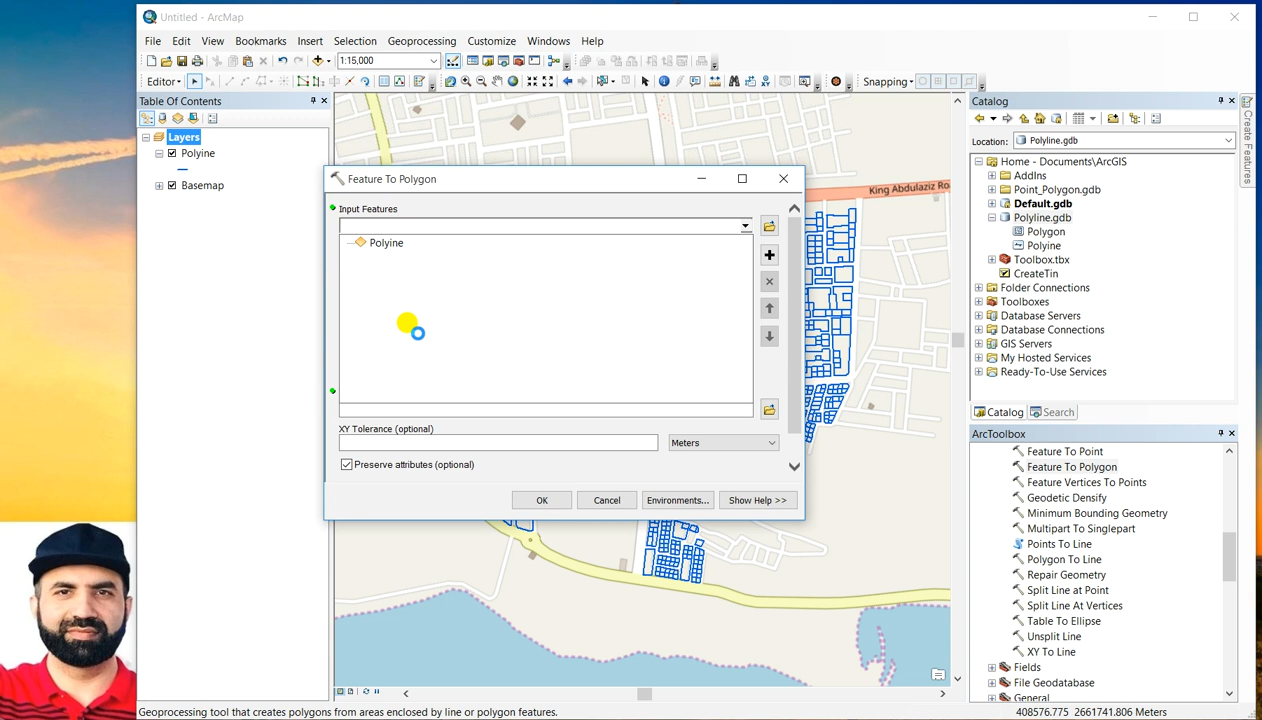 Untitled - ArcMap
File Edit View Bookmarks Insert Selection Geoprocessing Customize Windows Help
1:15,000
Editor
Snapping
Table Of Contents
Layers
Polyine
Basemap
King Abdulaziz Ro
Feature To Polygon
Input Features
Polyine
XY Tolerance (optional)
Meters
Preserve attributes (optional)
OK Cancel Environments... Show Help >>
Catalog
Location: Polyline.gdb
Home - Documents\ArcGIS
AddIns
Point_Polygon.gdb
Default.gdb
Polyline.gdb
Polygon
Polyine
Toolbox.tbx
CreateTin
Folder Connections
Toolboxes
Database Servers
Database Connections
GIS Servers
My Hosted Services
Ready-To-Use Services
Catalog Search
Create Features
ArcToolbox
Feature To Point
Feature To Polygon
Feature Vertices To Points
Geodetic Densify
Minimum Bounding Geometry
Multipart To Singlepart
Points To Line
Polygon To Line
Repair Geometry
Split Line at Point
Split Line At Vertices
Table To Ellipse
Unsplit Line
XY To Line
Fields
File Geodatabase
General
Geoprocessing tool that creates polygons from areas enclosed by line or polygon features.
408576.775 2661741.806 Meters